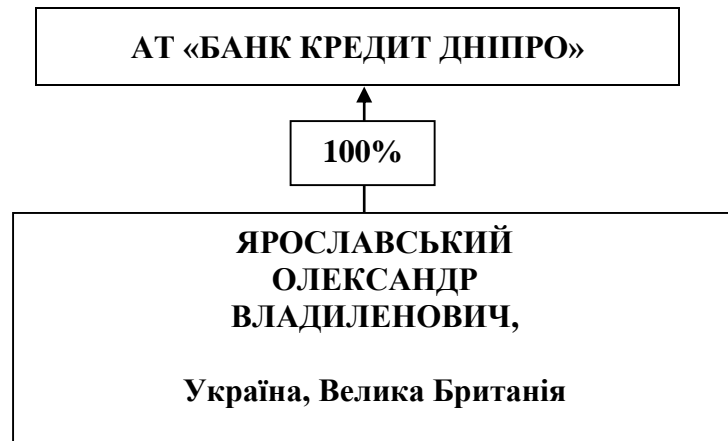 АТ «БАНК КРЕДИТ ДНІПРО»
100%
ЯРОСЛАВСЬКИЙ
ОЛЕКСАНДР
ВЛАДИЛЕНОВИЧ,
Україна, Велика Британія